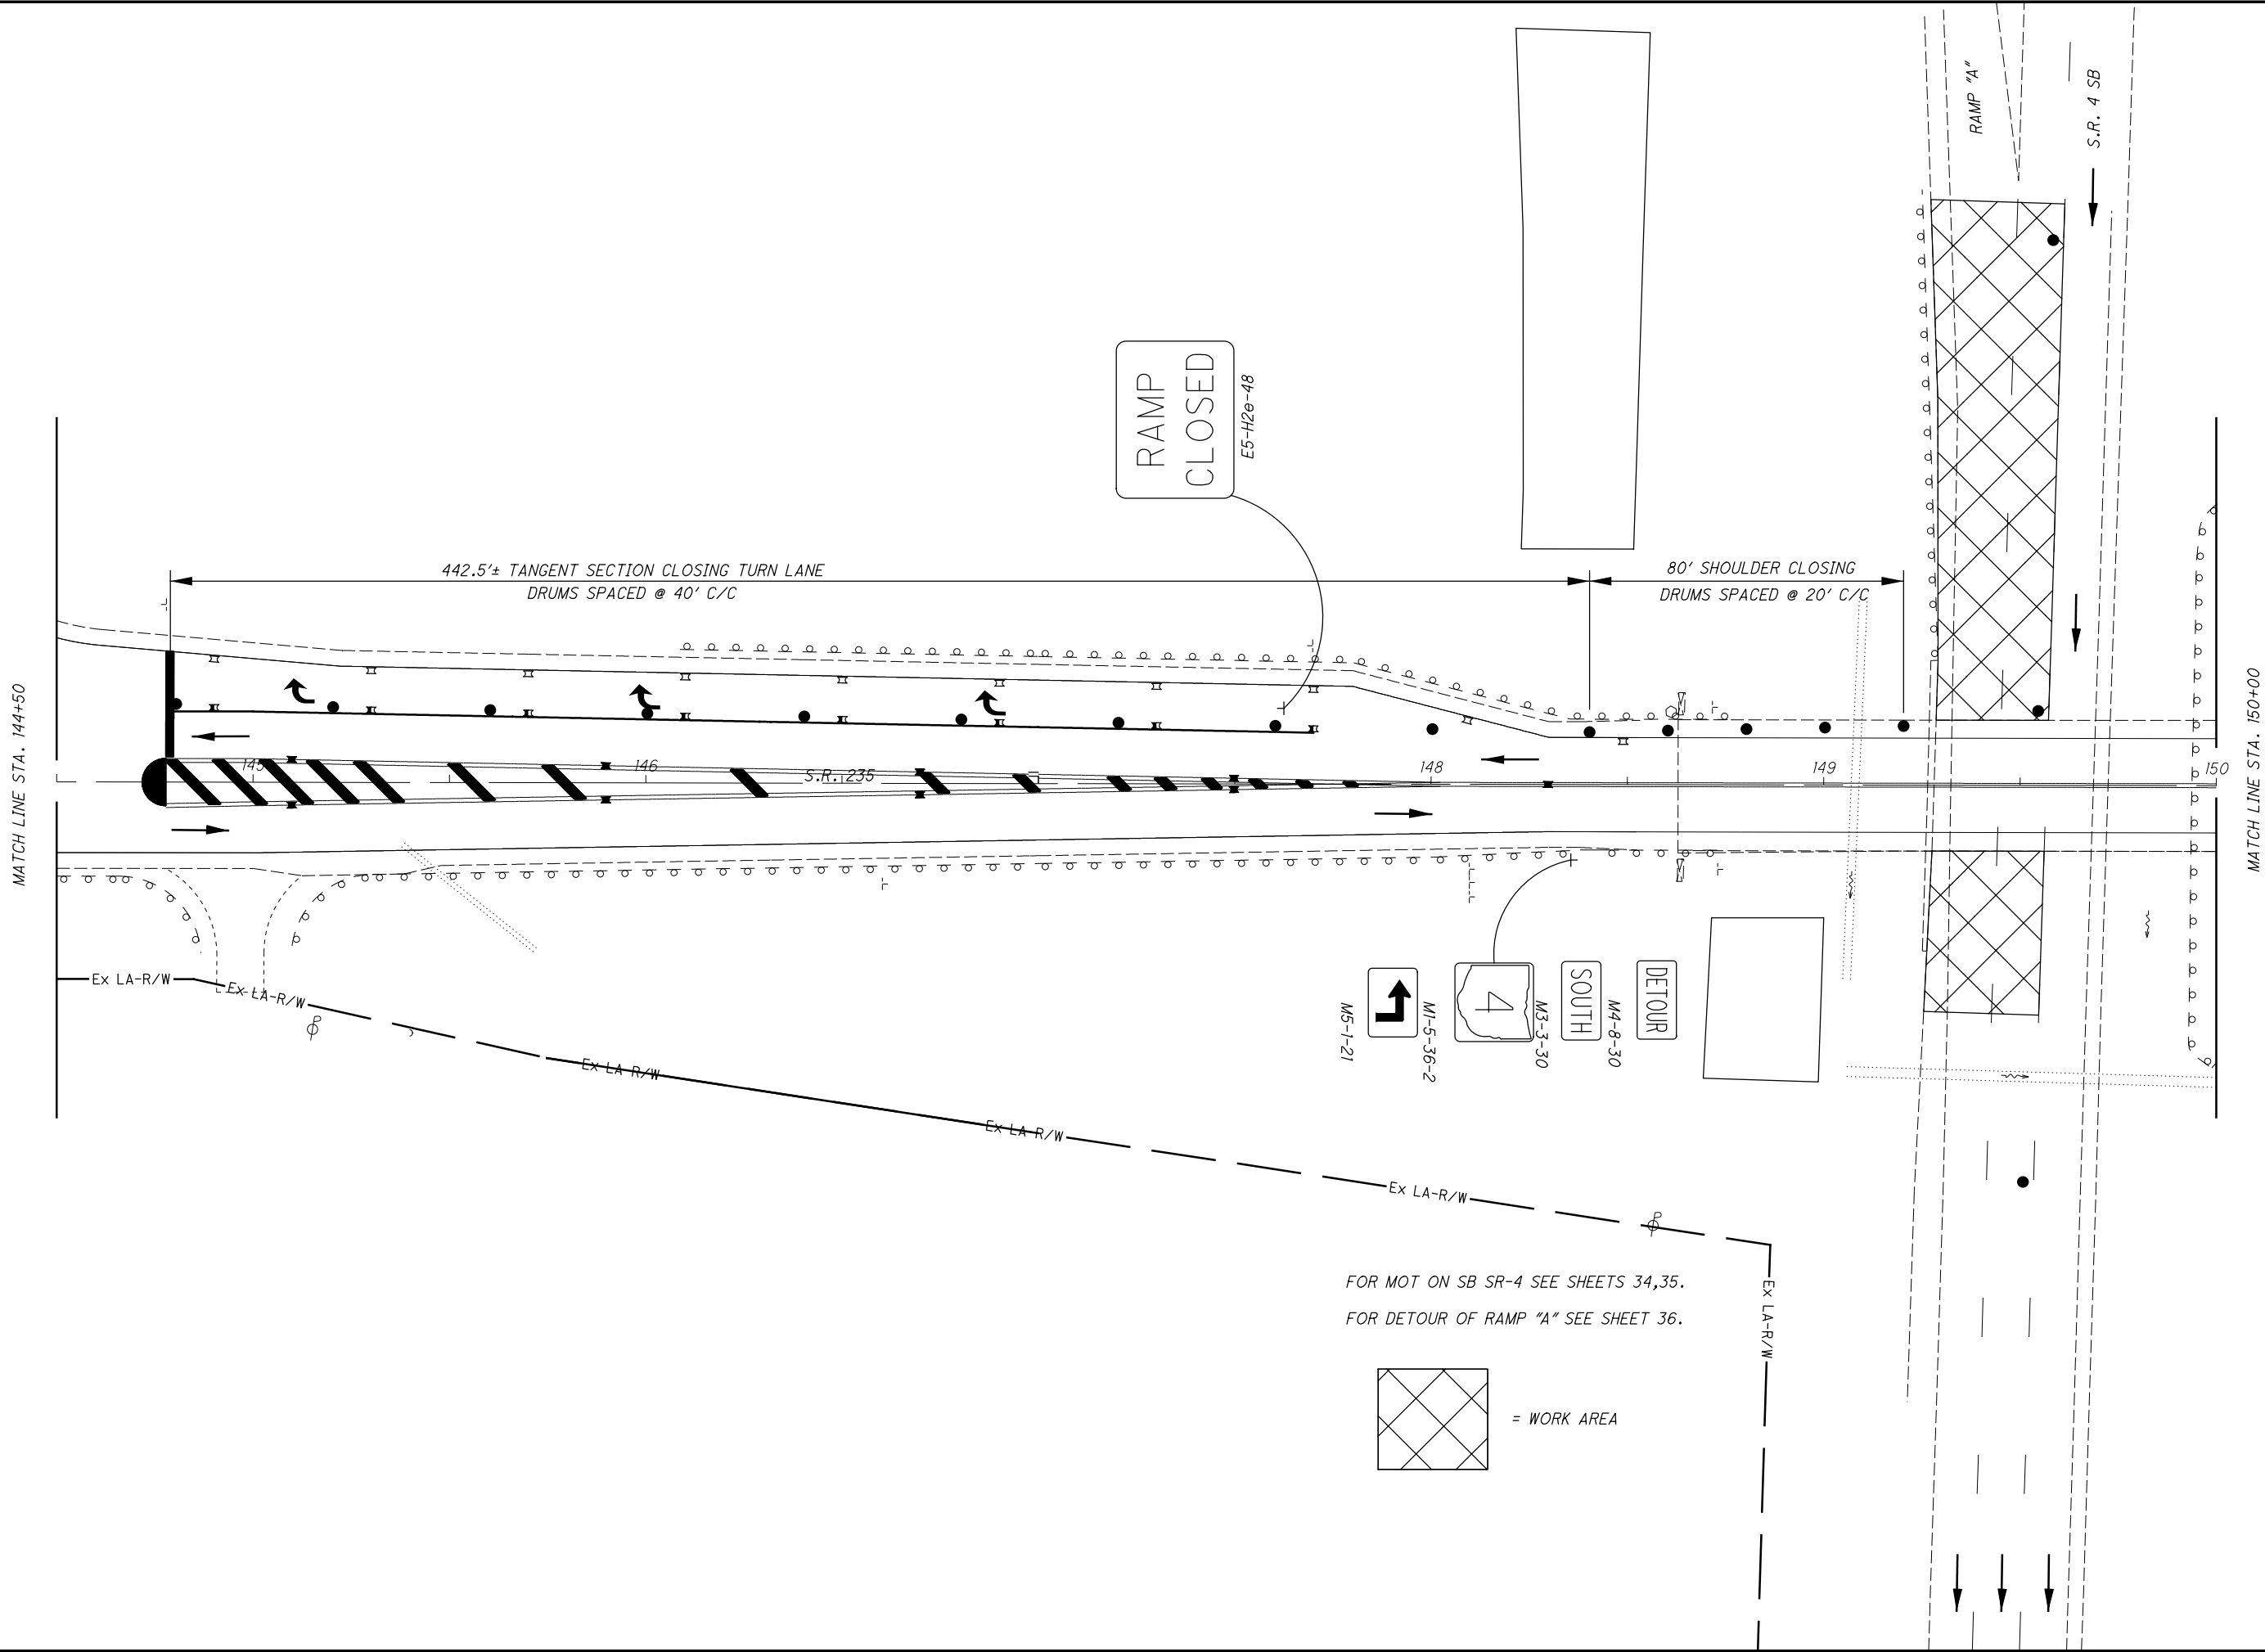 RAMP "A"
S.R. 4 SB
RAMP
CLOSED
E5-H2e-48
442.5'± TANGENT SECTION CLOSING TURN LANE
DRUMS SPACED @ 40' C/C
80' SHOULDER CLOSING
DRUMS SPACED @ 20' C/C
MATCH LINE STA. 144+50
MATCH LINE STA. 150+00
145
146
S.R. 235
148
149
150
DETOUR
M4-8-30
SOUTH
M3-3-30
4
M1-5-36-2
M5-1-21
Ex LA-R/W
Ex LA-R/W
Ex LA-R/W
Ex LA-R/W
Ex LA-R/W
Ex LA-R/W
P
P
FOR MOT ON SB SR-4 SEE SHEETS 34,35.
FOR DETOUR OF RAMP "A" SEE SHEET 36.
= WORK AREA